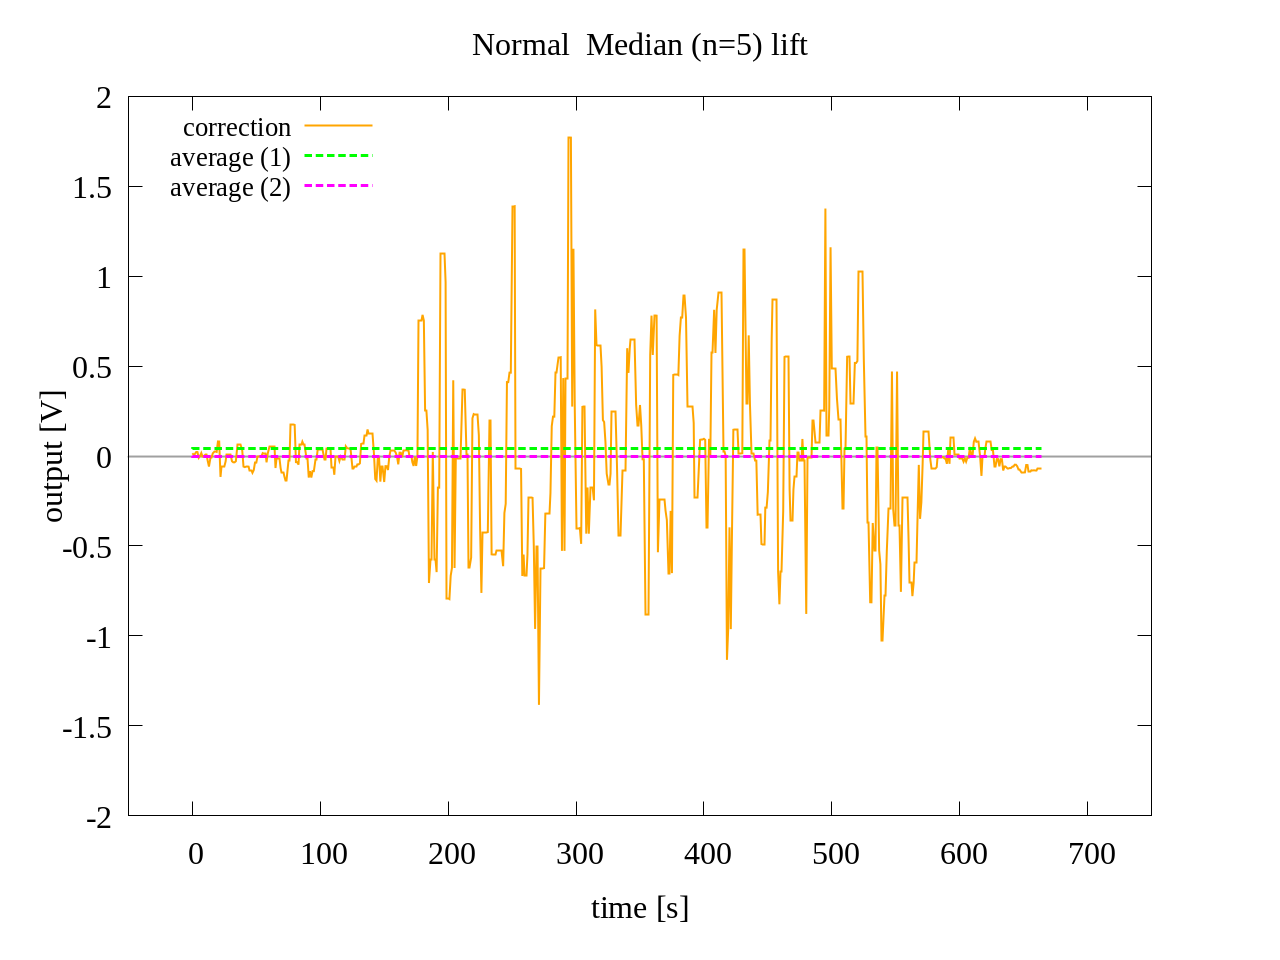 Normal  Median (n=5) lift
correction
average (1)
average (2)
2
1.5
1
0.5
0
-0.5
-1
-1.5
-2
output [V]
0 100 200 300 400 500 600 700
time [s]